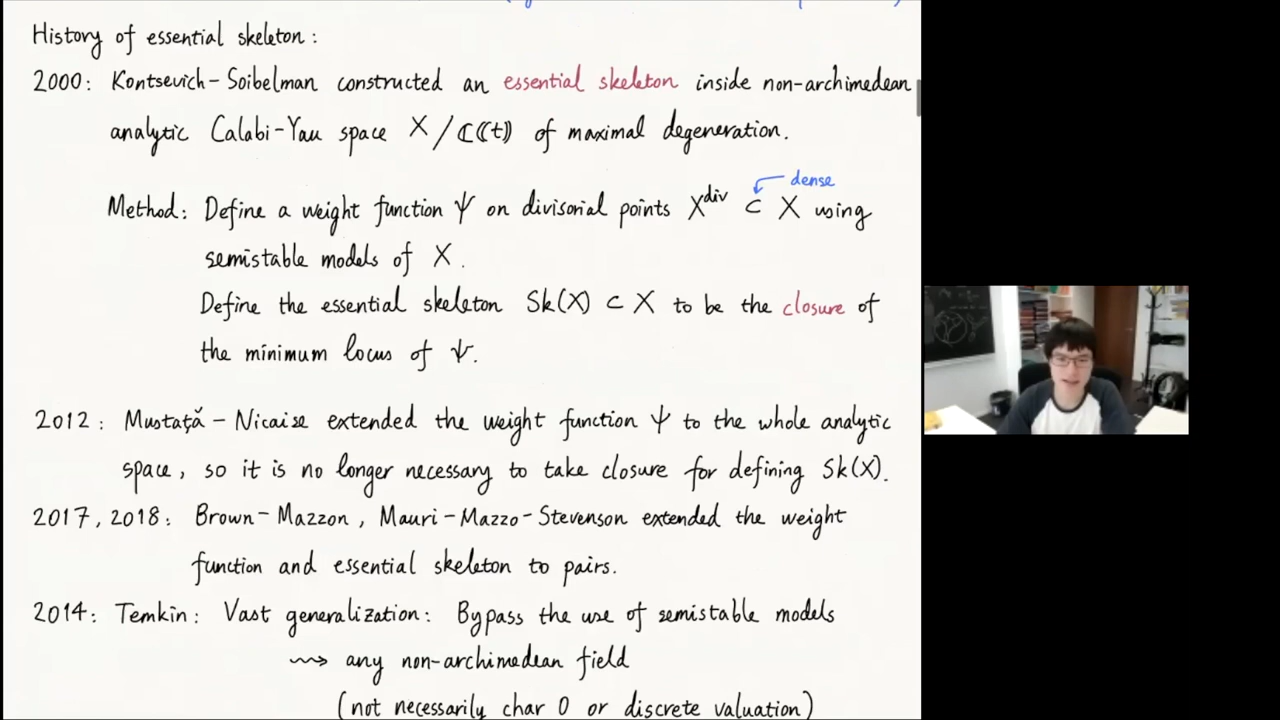 History of essential skeleton:
2000: Kontsevich-Soibelman constructed an essential skeleton inside non-archimedean
analytic Calabi-Yau space X/ℂ((t)) of maximal degeneration.
dense
Method: Define a weight function Ψ on divisorial points X^div ⊂ X using
semistable models of X.
Define the essential skeleton Sk(X) ⊂ X to be the closure of
the minimum locus of Ψ.
2012: Mustaţă-Nicaise extended the weight function Ψ to the whole analytic
space, so it is no longer necessary to take closure for defining Sk(X).
2017, 2018: Brown-Mazzon, Mauri-Mazzo-Stevenson extended the weight
function and essential skeleton to pairs.
2014: Temkin: Vast generalization: Bypass the use of semistable models
⇝ any non-archimedean field
(not necessarily char 0 or discrete valuation)